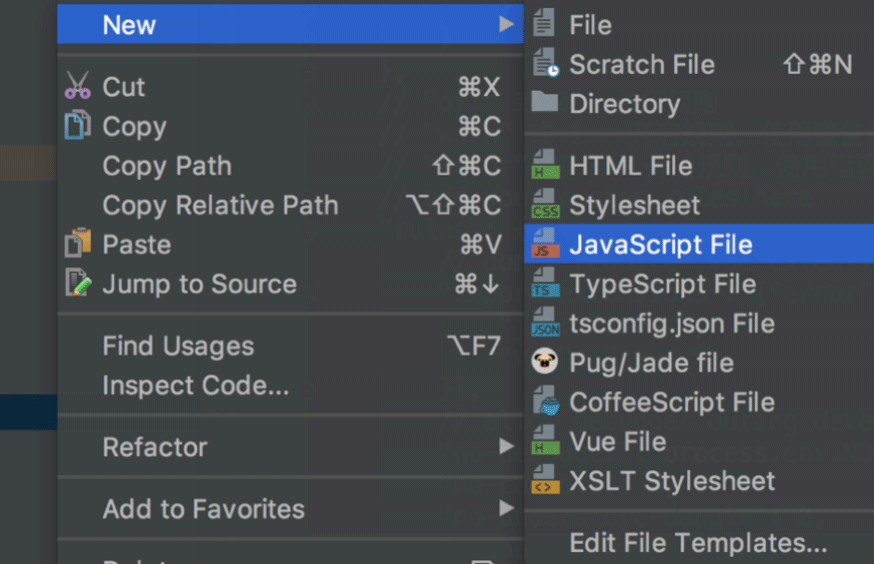 New
Cut ⌘X
Copy ⌘C
Copy Path ⇧⌘C
Copy Relative Path ⌥⇧⌘C
Paste ⌘V
Jump to Source ⌘↓
Find Usages ⌥F7
Inspect Code...
Refactor
Add to Favorites
File
Scratch File ⇧⌘N
Directory
HTML File
H
Stylesheet
CSS
JavaScript File
JS
TypeScript File
TS
tsconfig.json File
JSON
Pug/Jade file
CoffeeScript File
Vue File
H
XSLT Stylesheet
<>
Edit File Templates...